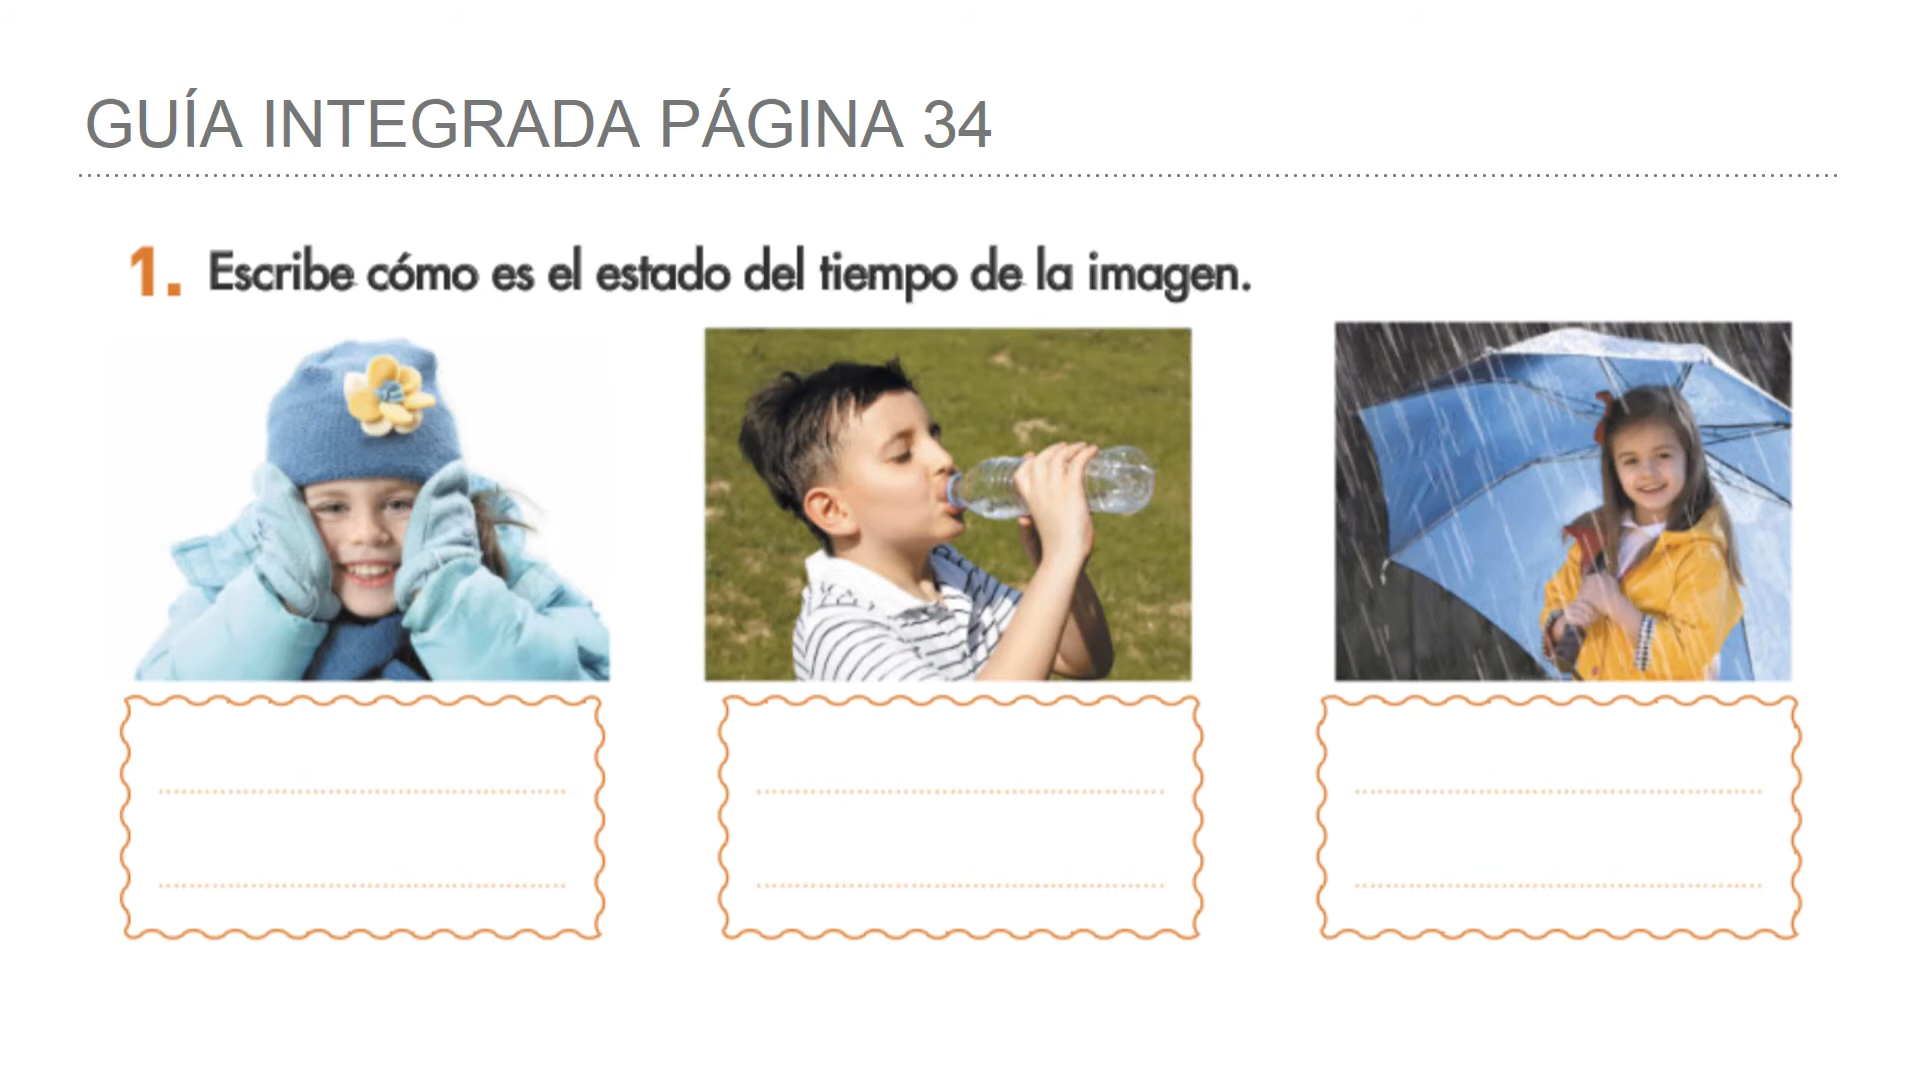 GUÍA INTEGRADA PÁGINA 34
1. Escribe cómo es el estado del tiempo de la imagen.